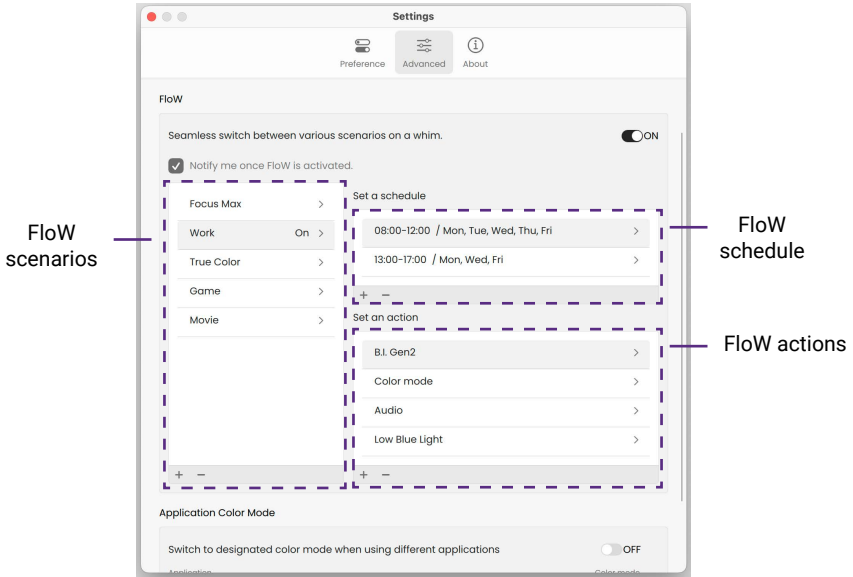 Settings
Preference
Advanced
About
FloW
Seamless switch between various scenarios on a whim.
ON
Notify me once FloW is activated.
Focus Max
Work On
True Color
Game
Movie
+ −
Set a schedule
08:00-12:00 / Mon, Tue, Wed, Thu, Fri
13:00-17:00 / Mon, Wed, Fri
+ −
Set an action
B.I. Gen2
Color mode
Audio
Low Blue Light
+ −
Application Color Mode
Switch to designated color mode when using different applications
OFF
Application
Color mode
FloW
scenarios
FloW
schedule
FloW actions